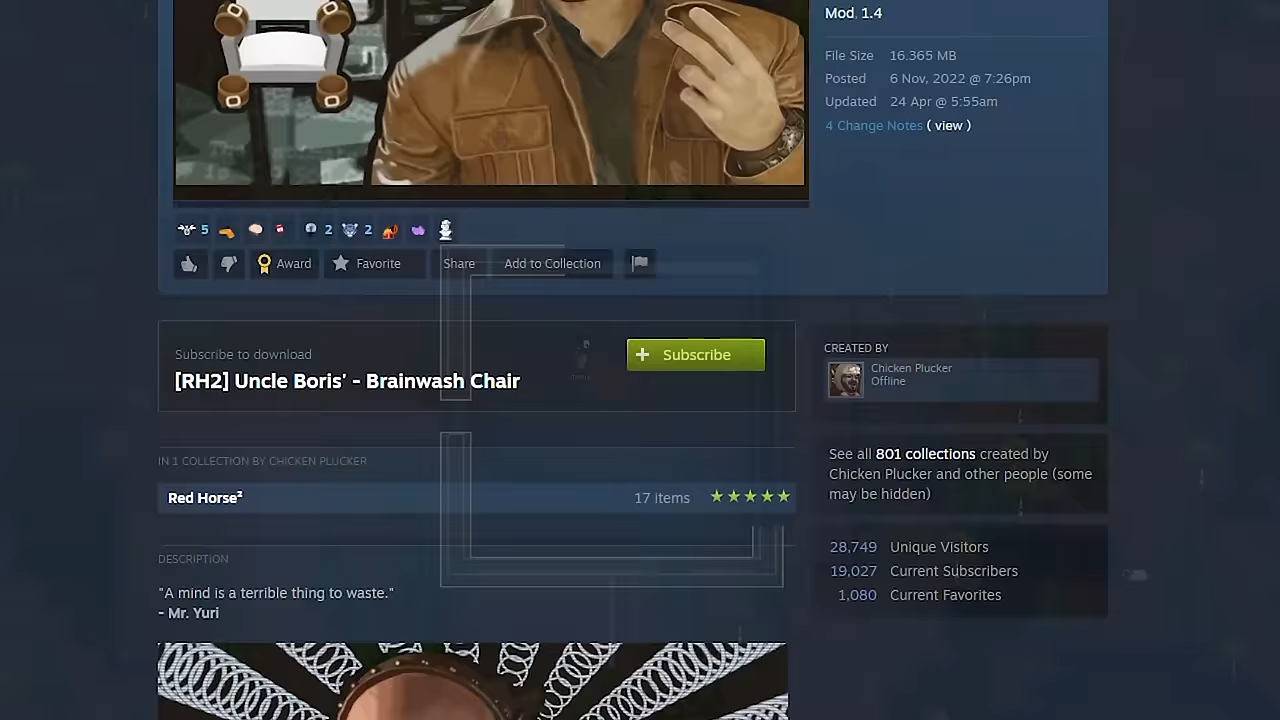 Mod, 1.4
File Size 16.365 MB
Posted 6 Nov, 2022 @ 7:26pm
Updated 24 Apr @ 5:55am
4 Change Notes ( view )
5 2 2
Award Favorite Share Add to Collection
Subscribe to download
[RH2] Uncle Boris' - Brainwash Chair
Subscribe
IN 1 COLLECTION BY CHICKEN PLUCKER
Red Horse²
17 items
DESCRIPTION
"A mind is a terrible thing to waste."
- Mr. Yuri
CREATED BY
Chicken Plucker
Offline
See all 801 collections created by
Chicken Plucker and other people (some
may be hidden)
28,749 Unique Visitors
19,027 Current Subscribers
1,080 Current Favorites